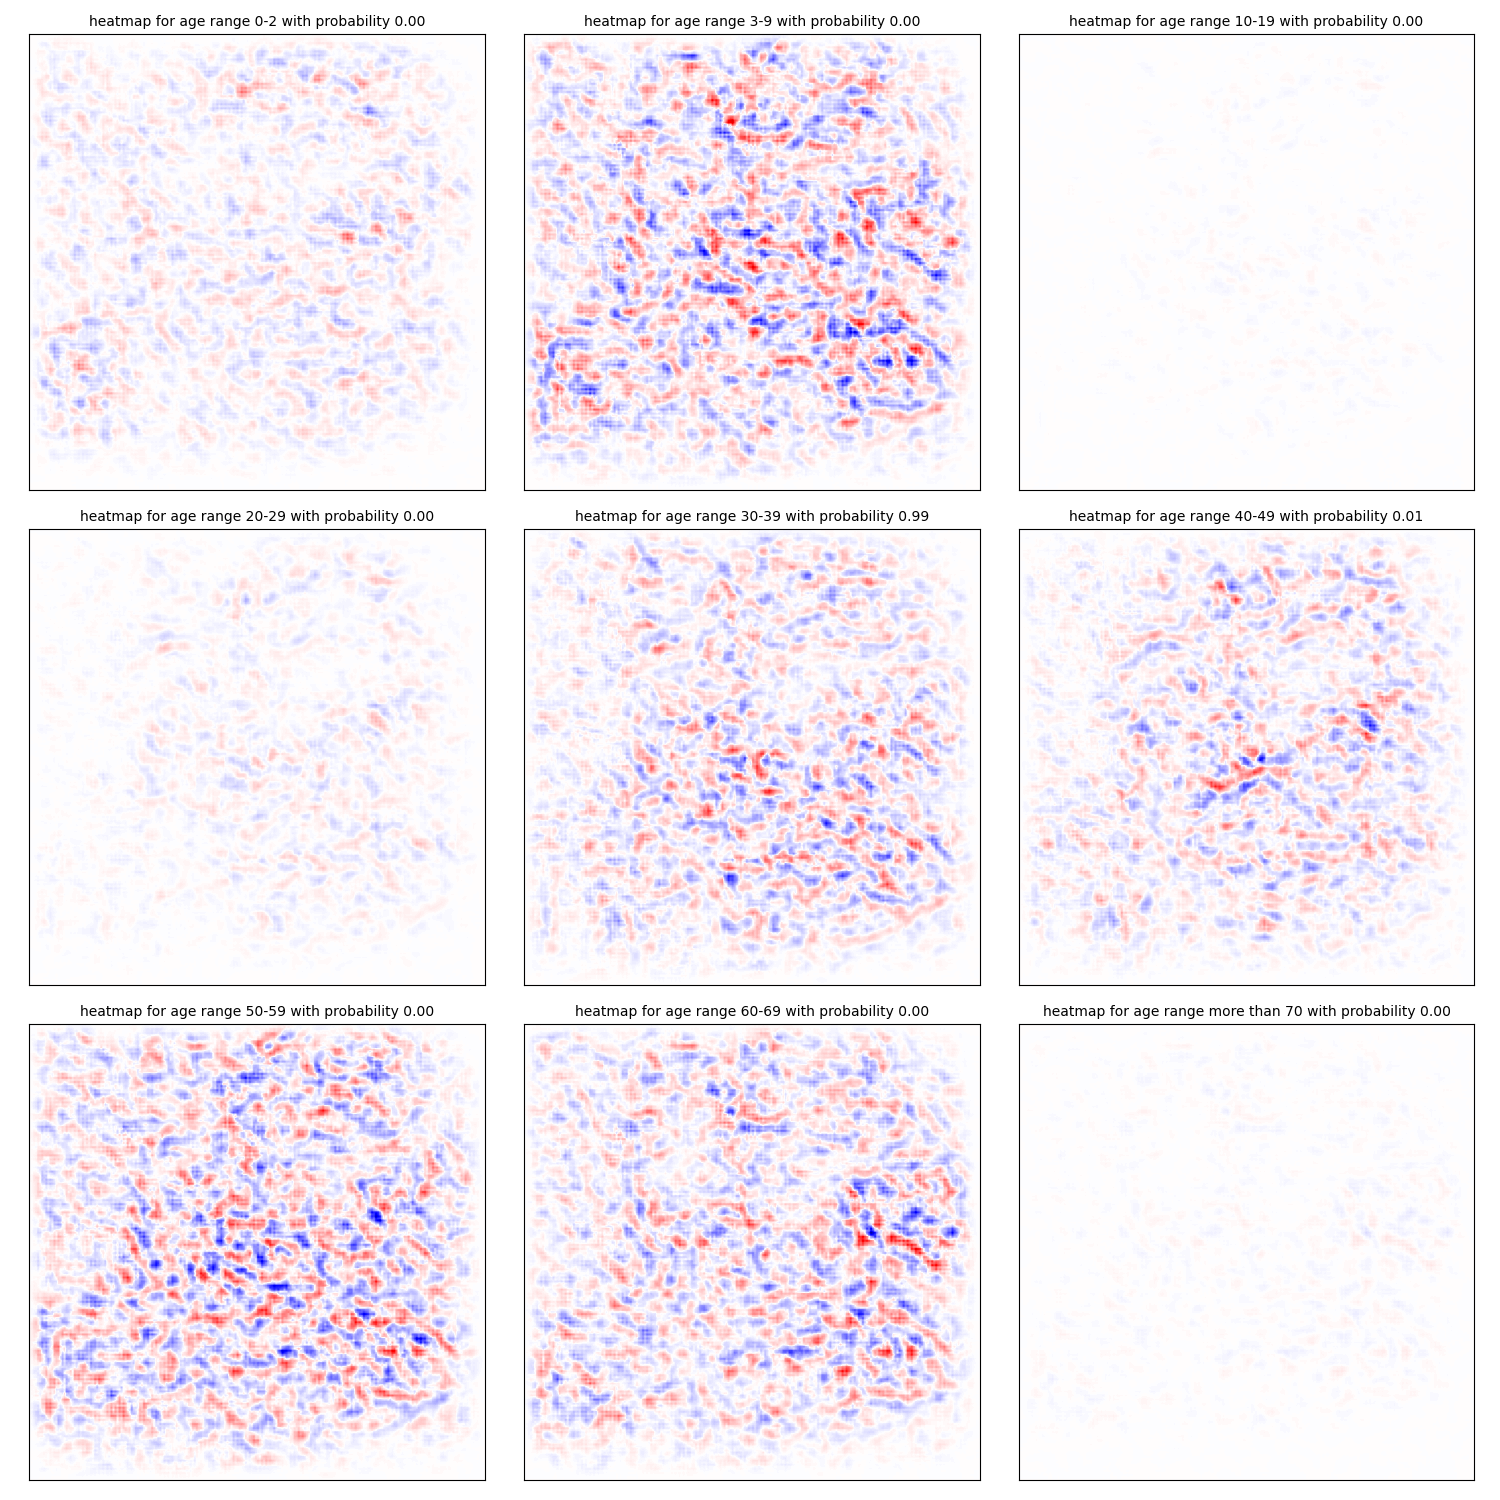 heatmap for age range 0-2 with probability 0.00
heatmap for age range 3-9 with probability 0.00
heatmap for age range 10-19 with probability 0.00
heatmap for age range 20-29 with probability 0.00
heatmap for age range 30-39 with probability 0.99
heatmap for age range 40-49 with probability 0.01
heatmap for age range 50-59 with probability 0.00
heatmap for age range 60-69 with probability 0.00
heatmap for age range more than 70 with probability 0.00